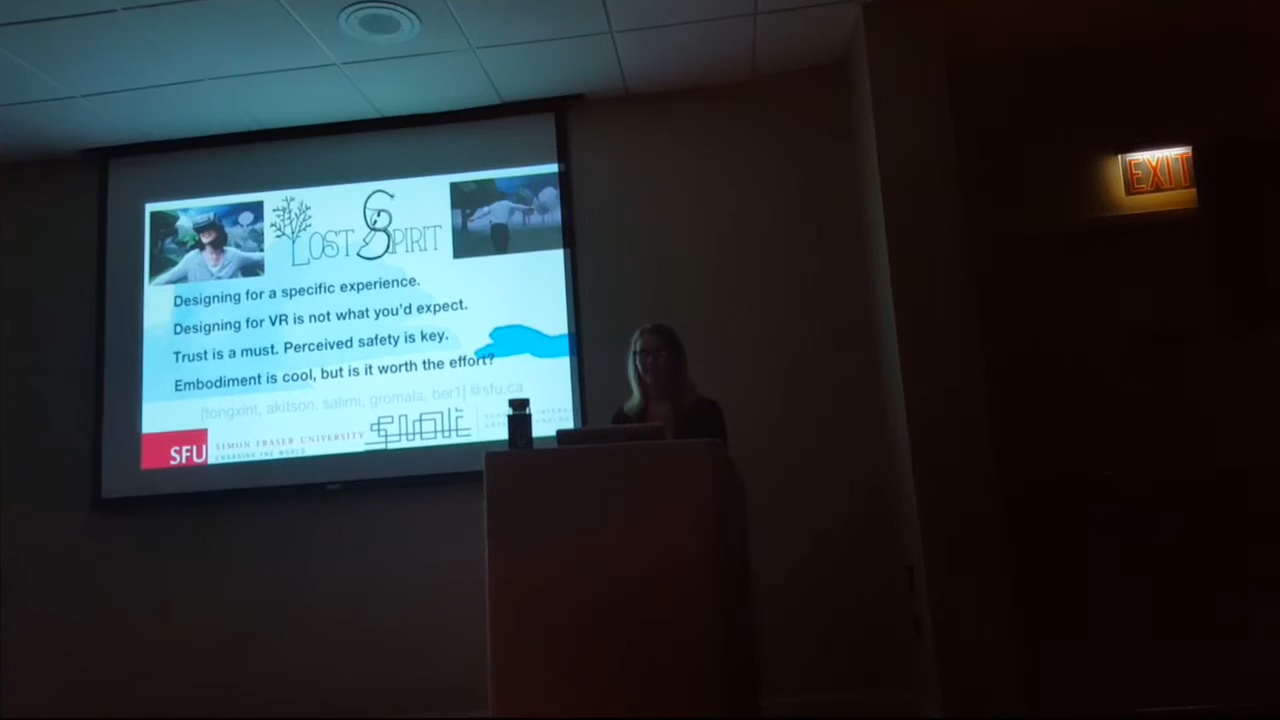 LOST SPIRIT
Designing for a specific experience.
Designing for VR is not what you'd expect.
Trust is a must. Perceived safety is key.
Embodiment is cool, but is it worth the effort?
[tongxint, akitson, salimi, gromala, ber1] @sfu.ca
SFU
SIMON FRASER UNIVERSITY
ENGAGING THE WORLD
EXIT